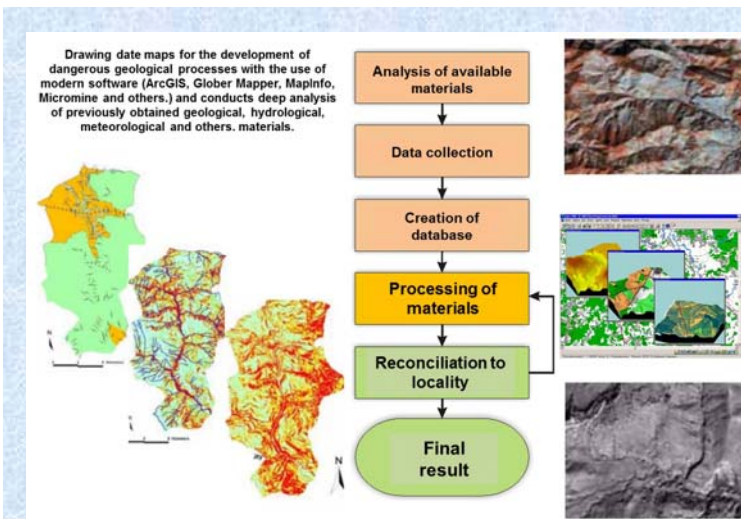 Drawing date maps for the development of
dangerous geological processes with the use of
modern software (ArcGIS, Glober Mapper, MapInfo,
Micromine and others.) and conducts deep analysis
of previously obtained geological, hydrological,
meteorological and others. materials.
Analysis of available
materials
Data collection
Creation of
database
Processing of
materials
Reconciliation to
locality
Final
result
N
N
N